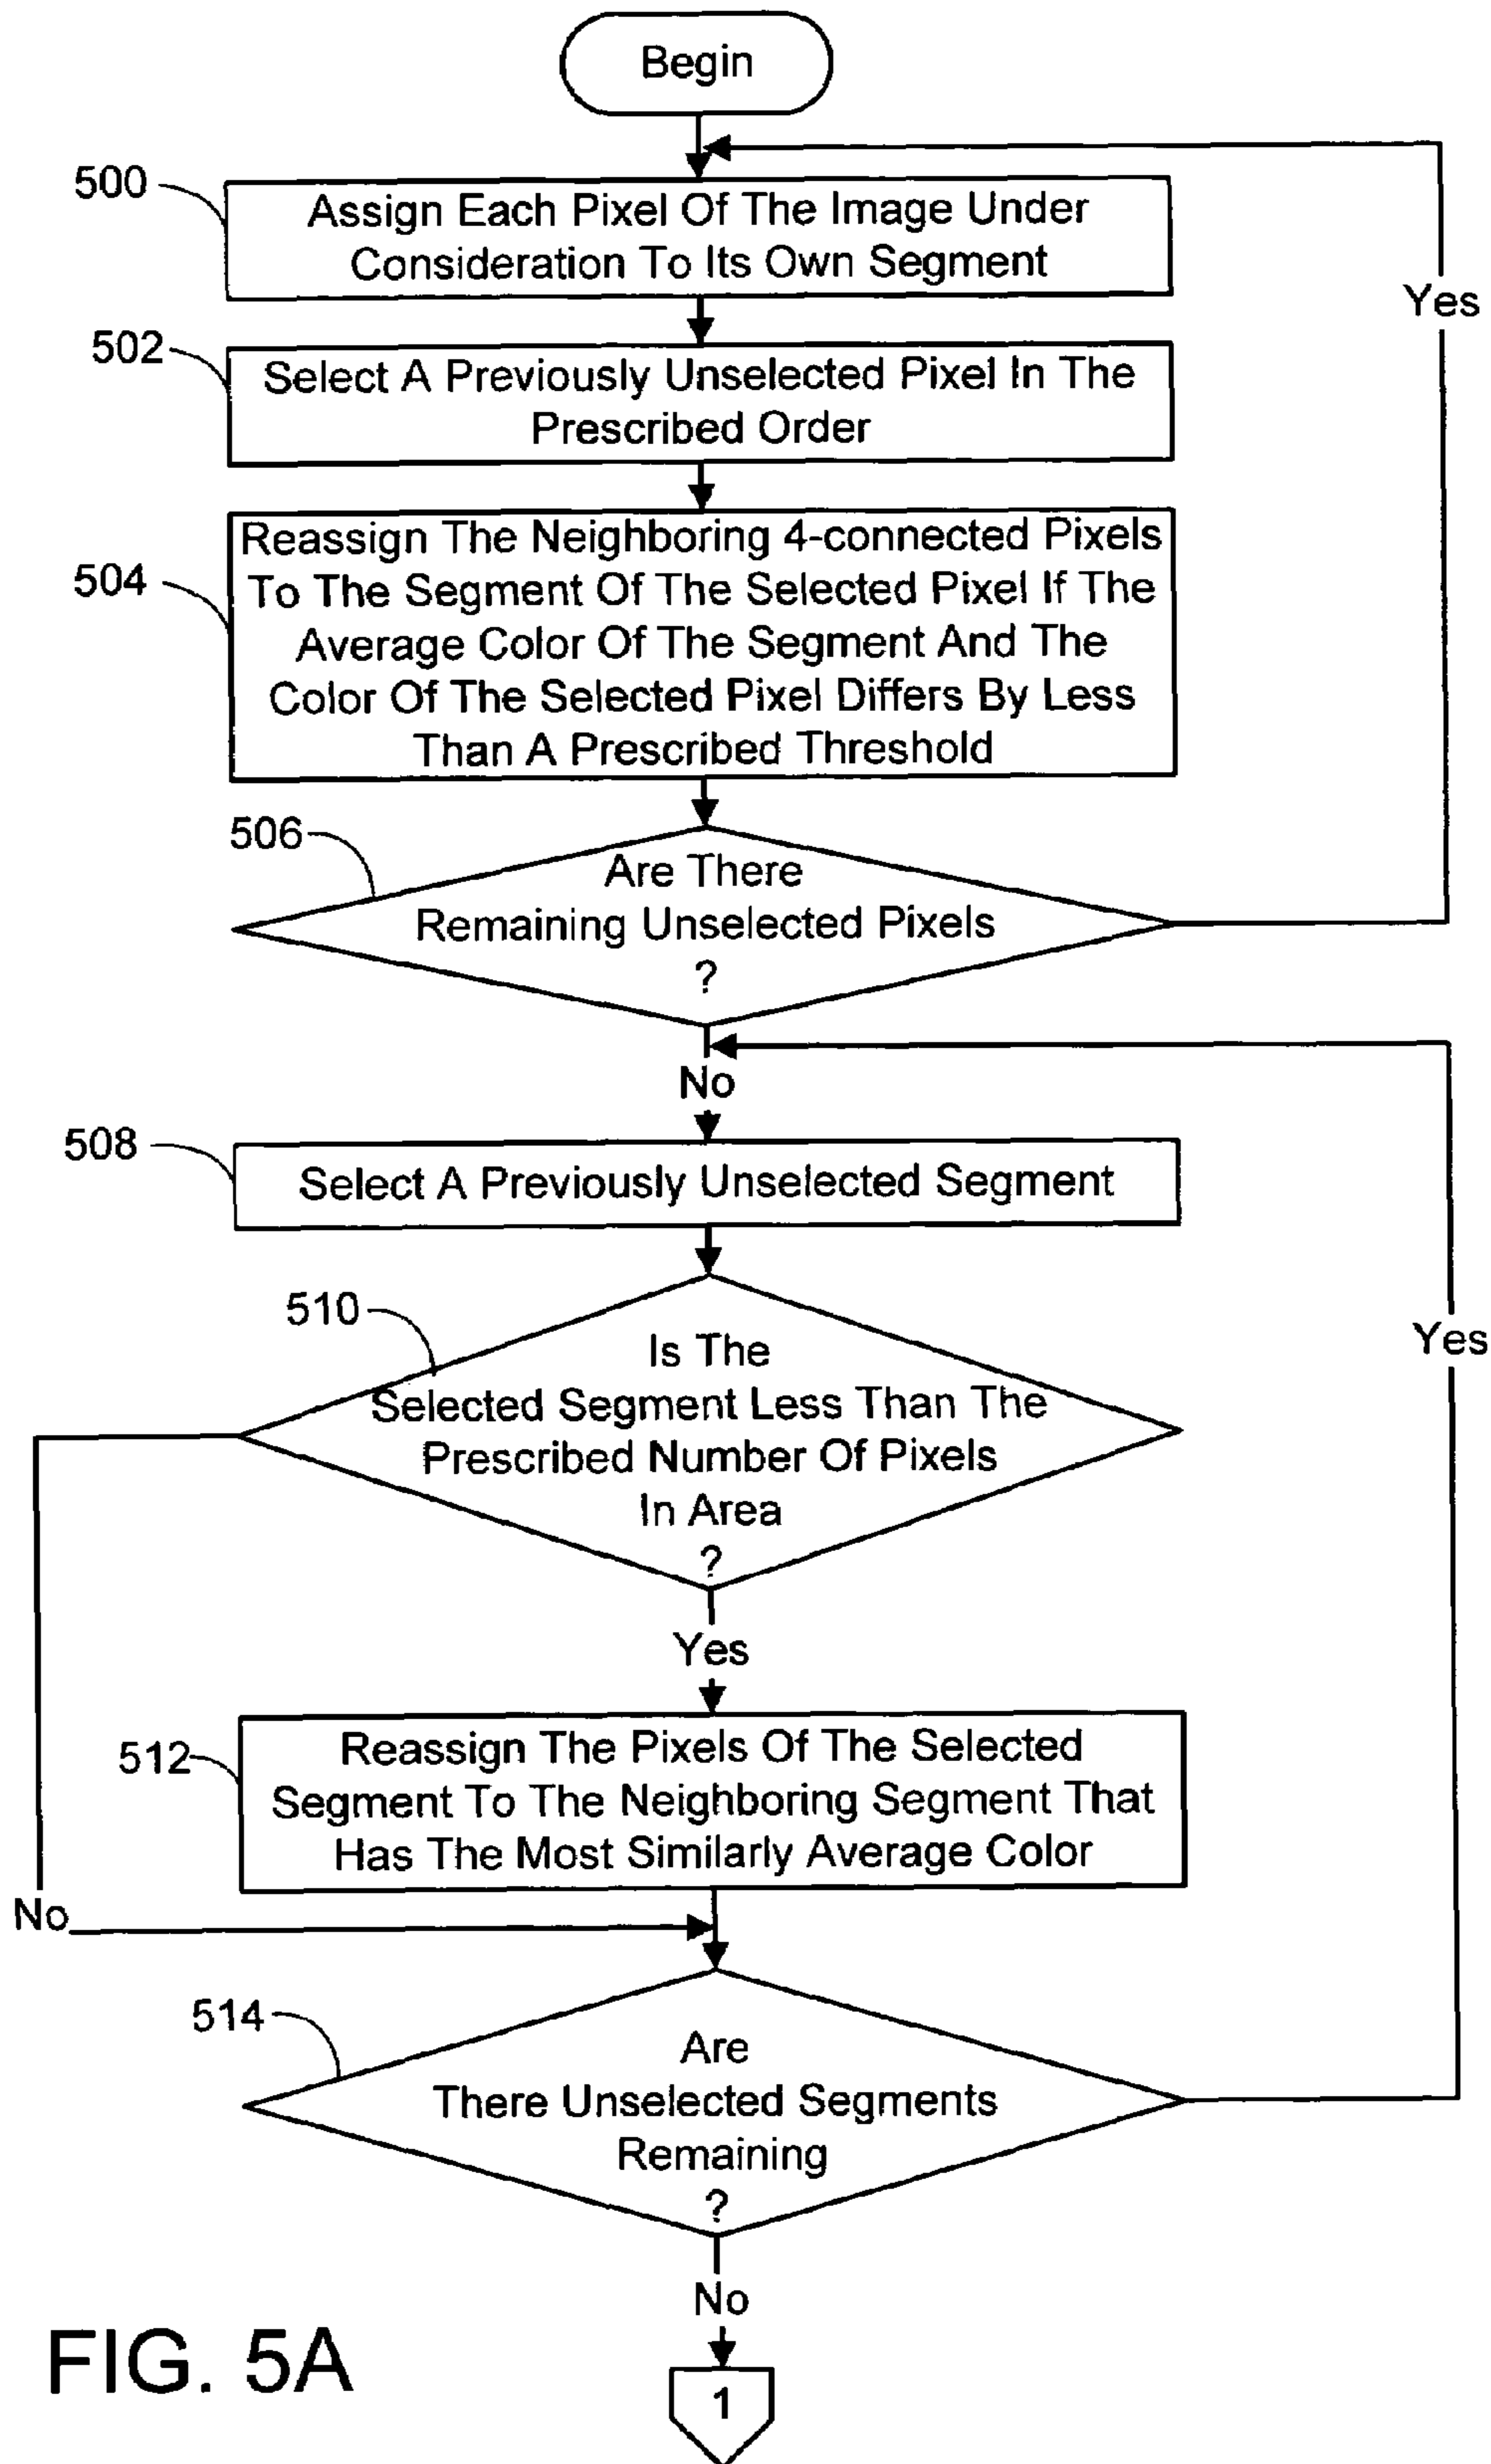 Begin
500
Assign Each Pixel Of The Image Under
Consideration To Its Own Segment
Yes
502
Select A Previously Unselected Pixel In The
Prescribed Order
504
Reassign The Neighboring 4-connected Pixels
To The Segment Of The Selected Pixel If The
Average Color Of The Segment And The
Color Of The Selected Pixel Differs By Less
Than A Prescribed Threshold
506
Are There
Remaining Unselected Pixels
?
No
508
Select A Previously Unselected Segment
510
Is The
Selected Segment Less Than The
Prescribed Number Of Pixels
In Area
?
Yes
Yes
512
Reassign The Pixels Of The Selected
Segment To The Neighboring Segment That
Has The Most Similarly Average Color
No
514
Are
There Unselected Segments
Remaining
?
No
1
FIG. 5A